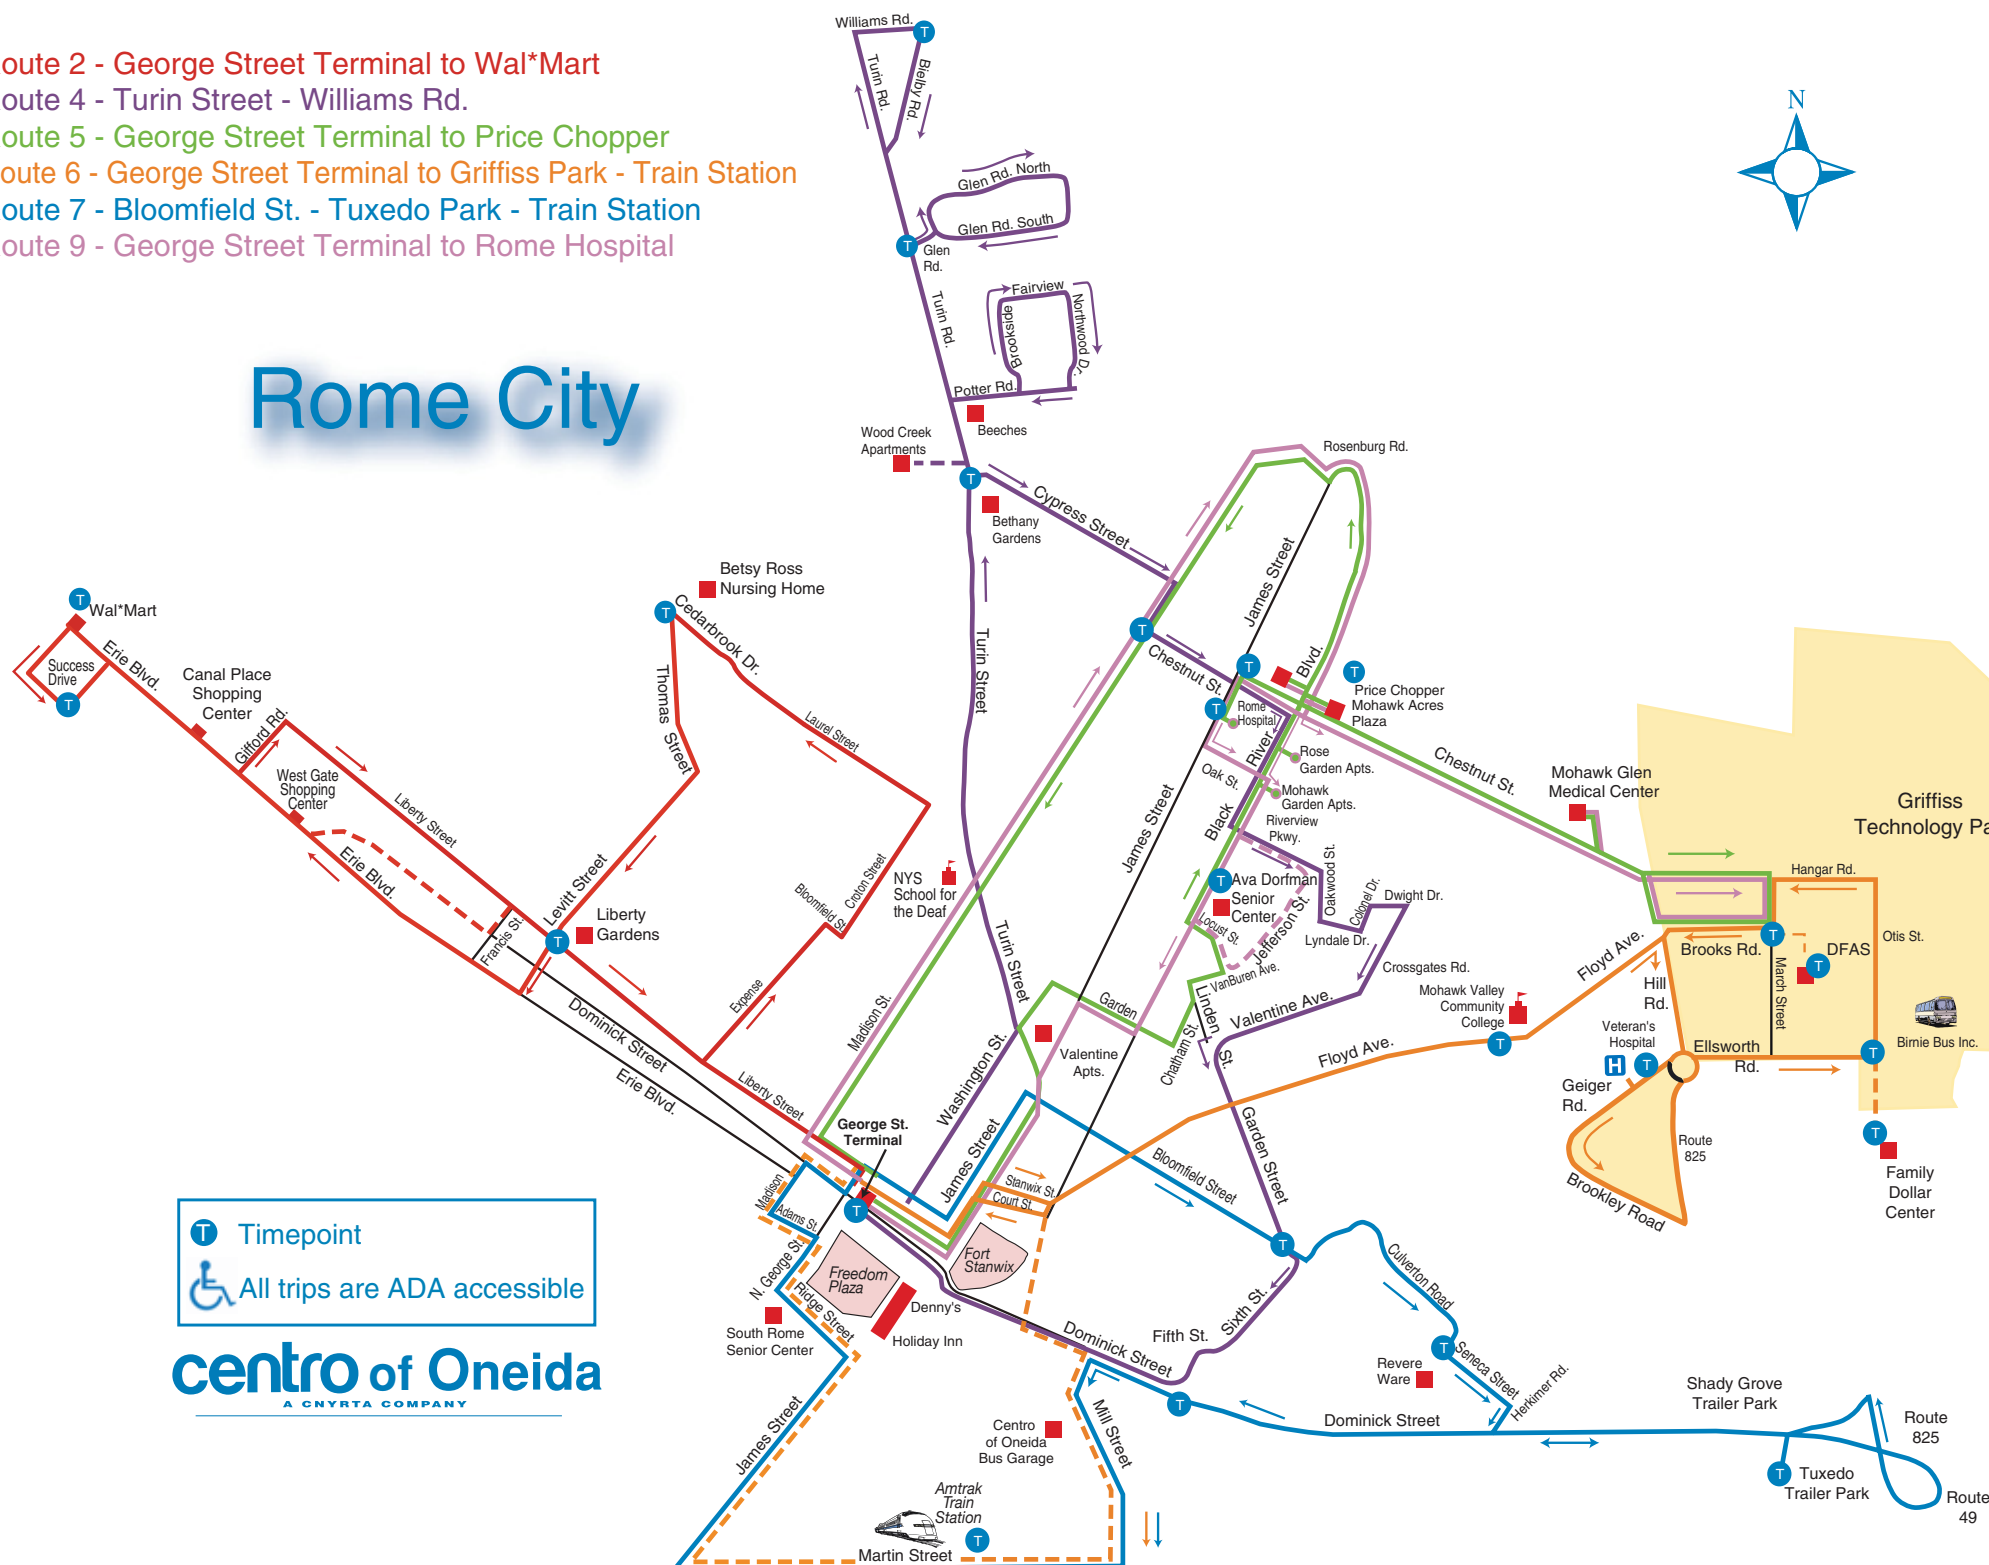 oute 2 - George Street Terminal to Wal*Mart
oute 4 - Turin Street - Williams Rd.
oute 5 - George Street Terminal to Price Chopper
oute 6 - George Street Terminal to Griffiss Park - Train Station
oute 7 - Bloomfield St. - Tuxedo Park - Train Station
oute 9 - George Street Terminal to Rome Hospital
Rome City
N
Williams Rd.
T
Turin Rd.
Bielby Rd.
Glen Rd. North
Glen Rd. South
T
Glen
Rd.
Turin Rd.
Fairview
Brookside
Northwood Dr.
Potter Rd.
Beeches
Wood Creek
Apartments
T
Bethany
Gardens
Cypress Street
Rosenburg Rd.
James Street
Betsy Ross
Nursing Home
T
Cedarbrook Dr.
Thomas Street
Laurel Street
T
Wal*Mart
Success
Drive
T
Erie Blvd.
Canal Place
Shopping
Center
Gifford Rd.
West Gate
Shopping
Center
Liberty Street
Erie Blvd.
Francis St.
Levitt Street
T
Liberty
Gardens
Bloomfield St.
Croton Street
Expense
NYS
School for
the Deaf
Turin Street
Turin Street
Madison St.
Dominick Street
Erie Blvd.
Liberty Street
T
Chestnut St.
T
Blvd.
T
Price Chopper
Mohawk Acres
Plaza
T
Rome
Hospital
River
Rose
Garden Apts.
Oak St.
Mohawk
Garden Apts.
Black
Riverview
Pkwy.
James Street
Chestnut St.
Mohawk Glen
Medical Center
Griffiss
Technology Pa
T
Ava Dorfman
Senior
Center
Locust St.
Jefferson St.
Oakwood St.
Colonel Dr.
Dwight Dr.
Lyndale Dr.
Crossgates Rd.
VanBuren Ave.
Valentine Ave.
Linden
St.
Chatham St.
Garden
Valentine
Apts.
Washington St.
Mohawk Valley
Community
College
T
Floyd Ave.
Floyd Ave.
Hangar Rd.
Brooks Rd.
T
DFAS
T
Otis St.
March Street
Hill
Rd.
Veteran's
Hospital
H
T
Ellsworth
Rd.
T
Birnie Bus Inc.
Geiger
Rd.
Route
825
Brookley Road
T
Family
Dollar
Center
George St.
Terminal
T
James Street
Stanwix St.
Court St.
Bloomfield Street
Garden Street
Madison
Adams St.
N. George St.
Ridge Street
Freedom
Plaza
Fort
Stanwix
Denny's
Holiday Inn
South Rome
Senior Center
T
Culverton Road
Sixth St.
Fifth St.
Dominick Street
T
Seneca Street
Revere
Ware
Herkimer Rd.
T
Dominick Street
Shady Grove
Trailer Park
Route
825
T
Tuxedo
Trailer Park
Route
49
Mill Street
Centro
of Oneida
Bus Garage
Amtrak
Train
Station
T
Martin Street
James Street
T Timepoint
All trips are ADA accessible
centro of Oneida
A CNYRTA COMPANY